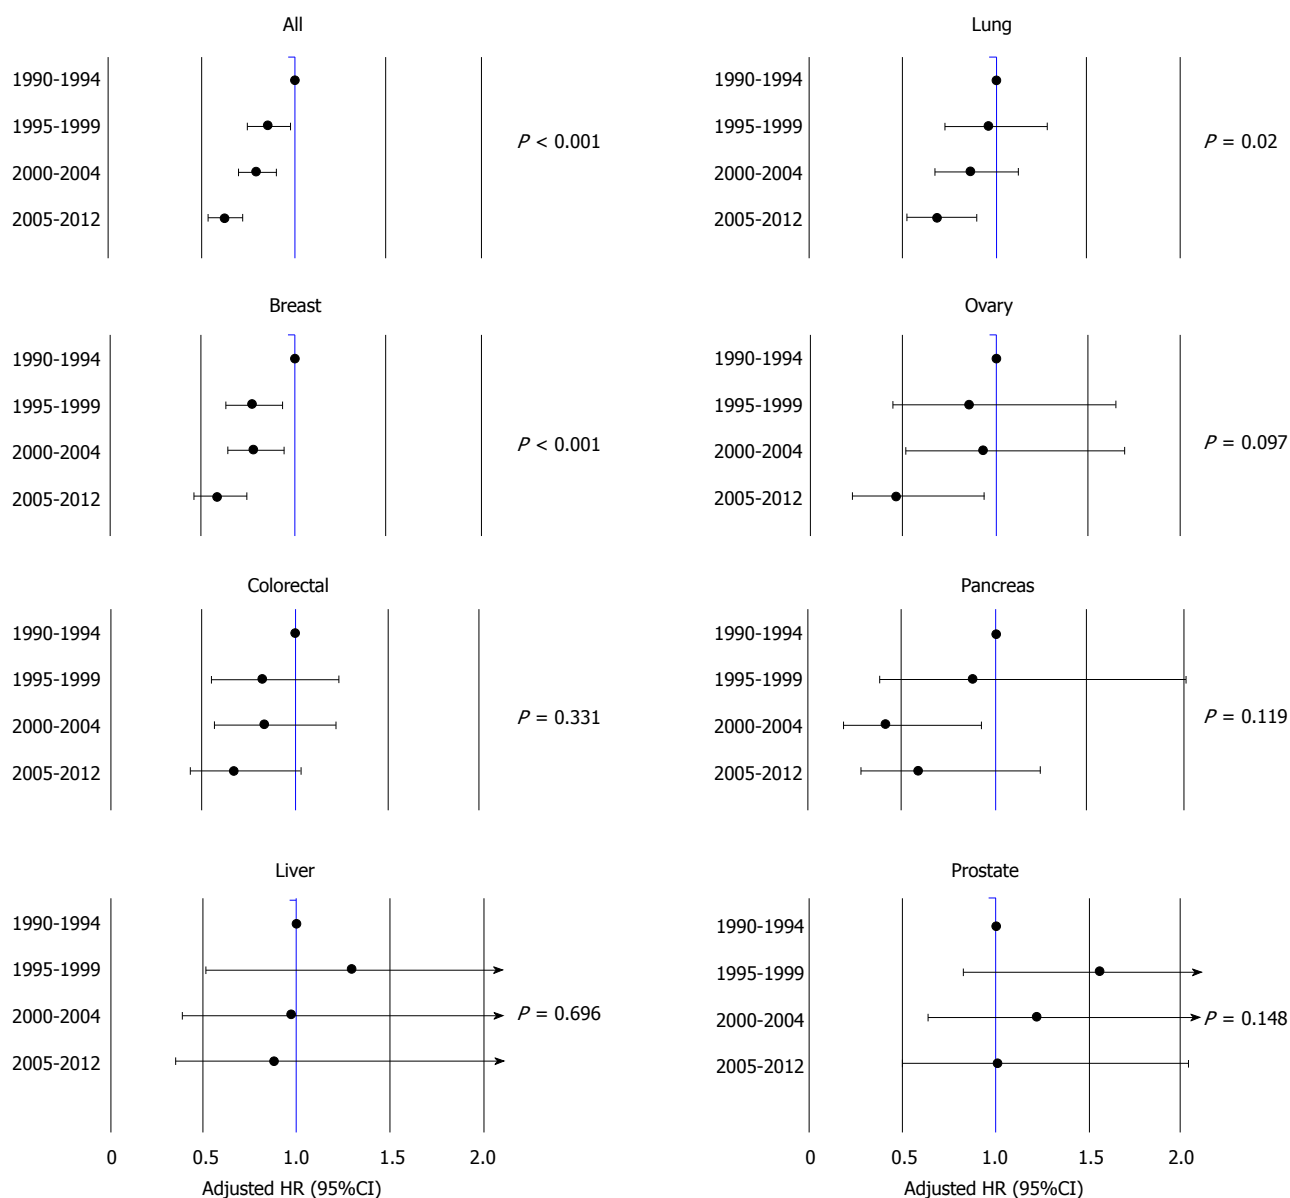 All
1990-1994
1995-1999
2000-2004
2005-2012
P < 0.001
Lung
1990-1994
1995-1999
2000-2004
2005-2012
P = 0.02
Breast
1990-1994
1995-1999
2000-2004
2005-2012
P < 0.001
Ovary
1990-1994
1995-1999
2000-2004
2005-2012
P = 0.097
Colorectal
1990-1994
1995-1999
2000-2004
2005-2012
P = 0.331
Pancreas
1990-1994
1995-1999
2000-2004
2005-2012
P = 0.119
Liver
1990-1994
1995-1999
2000-2004
2005-2012
P = 0.696
0 0.5 1.0 1.5 2.0
Adjusted HR (95%CI)
Prostate
1990-1994
1995-1999
2000-2004
2005-2012
P = 0.148
0 0.5 1.0 1.5 2.0
Adjusted HR (95%CI)